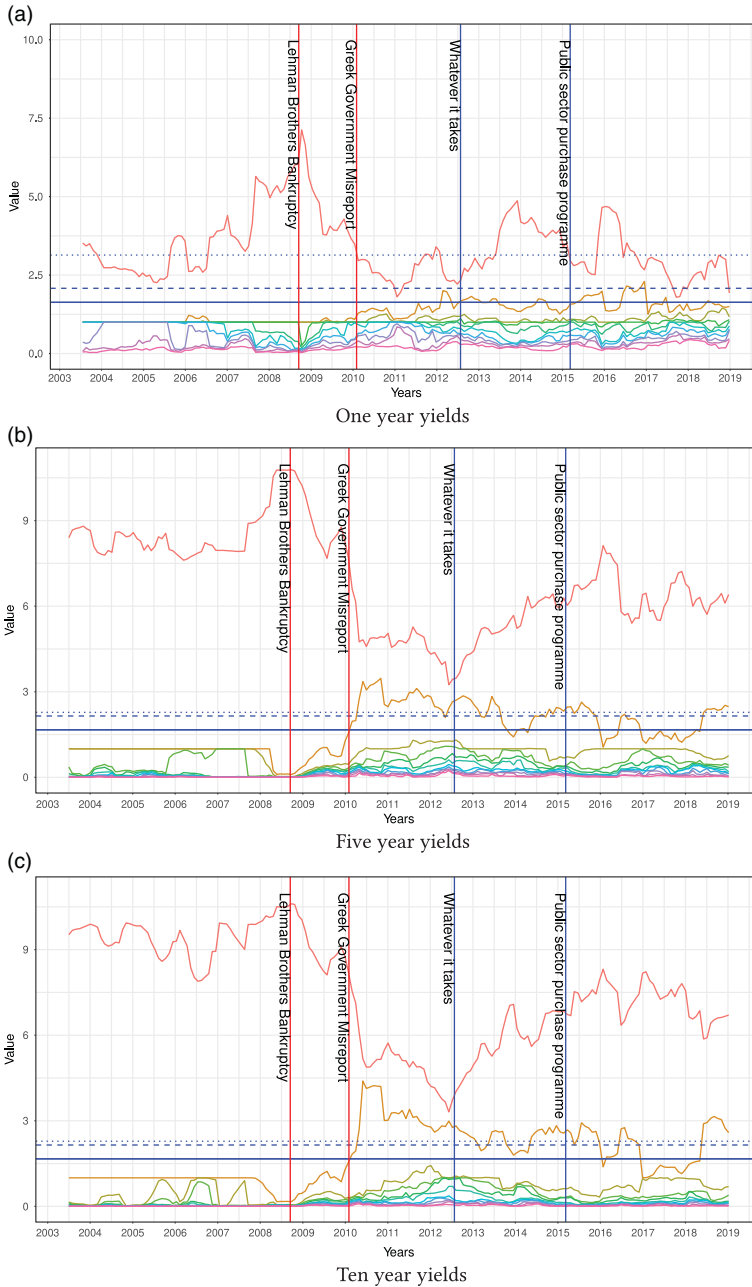 (a)
10.0
7.5
5.0
2.5
0.0
Value
Lehman Brothers Bankruptcy
Greek Government Misreport
Whatever it takes
Public sector purchase programme
2003 2004 2005 2006 2007 2008 2009 2010 2011 2012 2013 2014 2015 2016 2017 2018 2019
Years
One year yields
(b)
9
6
3
0
Value
Lehman Brothers Bankruptcy
Greek Government Misreport
Whatever it takes
Public sector purchase programme
2003 2004 2005 2006 2007 2008 2009 2010 2011 2012 2013 2014 2015 2016 2017 2018 2019
Years
Five year yields
(c)
9
6
3
0
Value
Lehman Brothers Bankruptcy
Greek Government Misreport
Whatever it takes
Public sector purchase programme
2003 2004 2005 2006 2007 2008 2009 2010 2011 2012 2013 2014 2015 2016 2017 2018 2019
Years
Ten year yields